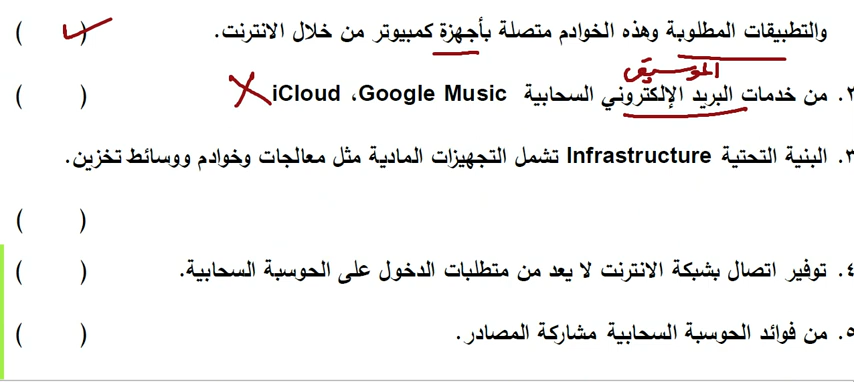 والتطبيقات المطلوبة وهذه الخوادم متصلة بأجهزة كمبيوتر من خلال الانترنت. ( ✓ )
الموسيقى
٢. من خدمات البريد الإلكتروني السحابية iCloud ،Google Music ( )
٣. البنية التحتية Infrastructure تشمل التجهيزات المادية مثل معالجات وخوادم ووسائط تخزين.
( )
٤. توفير اتصال بشبكة الانترنت لا يعد من متطلبات الدخول على الحوسبة السحابية. ( )
٥. من فوائد الحوسبة السحابية مشاركة المصادر. ( )